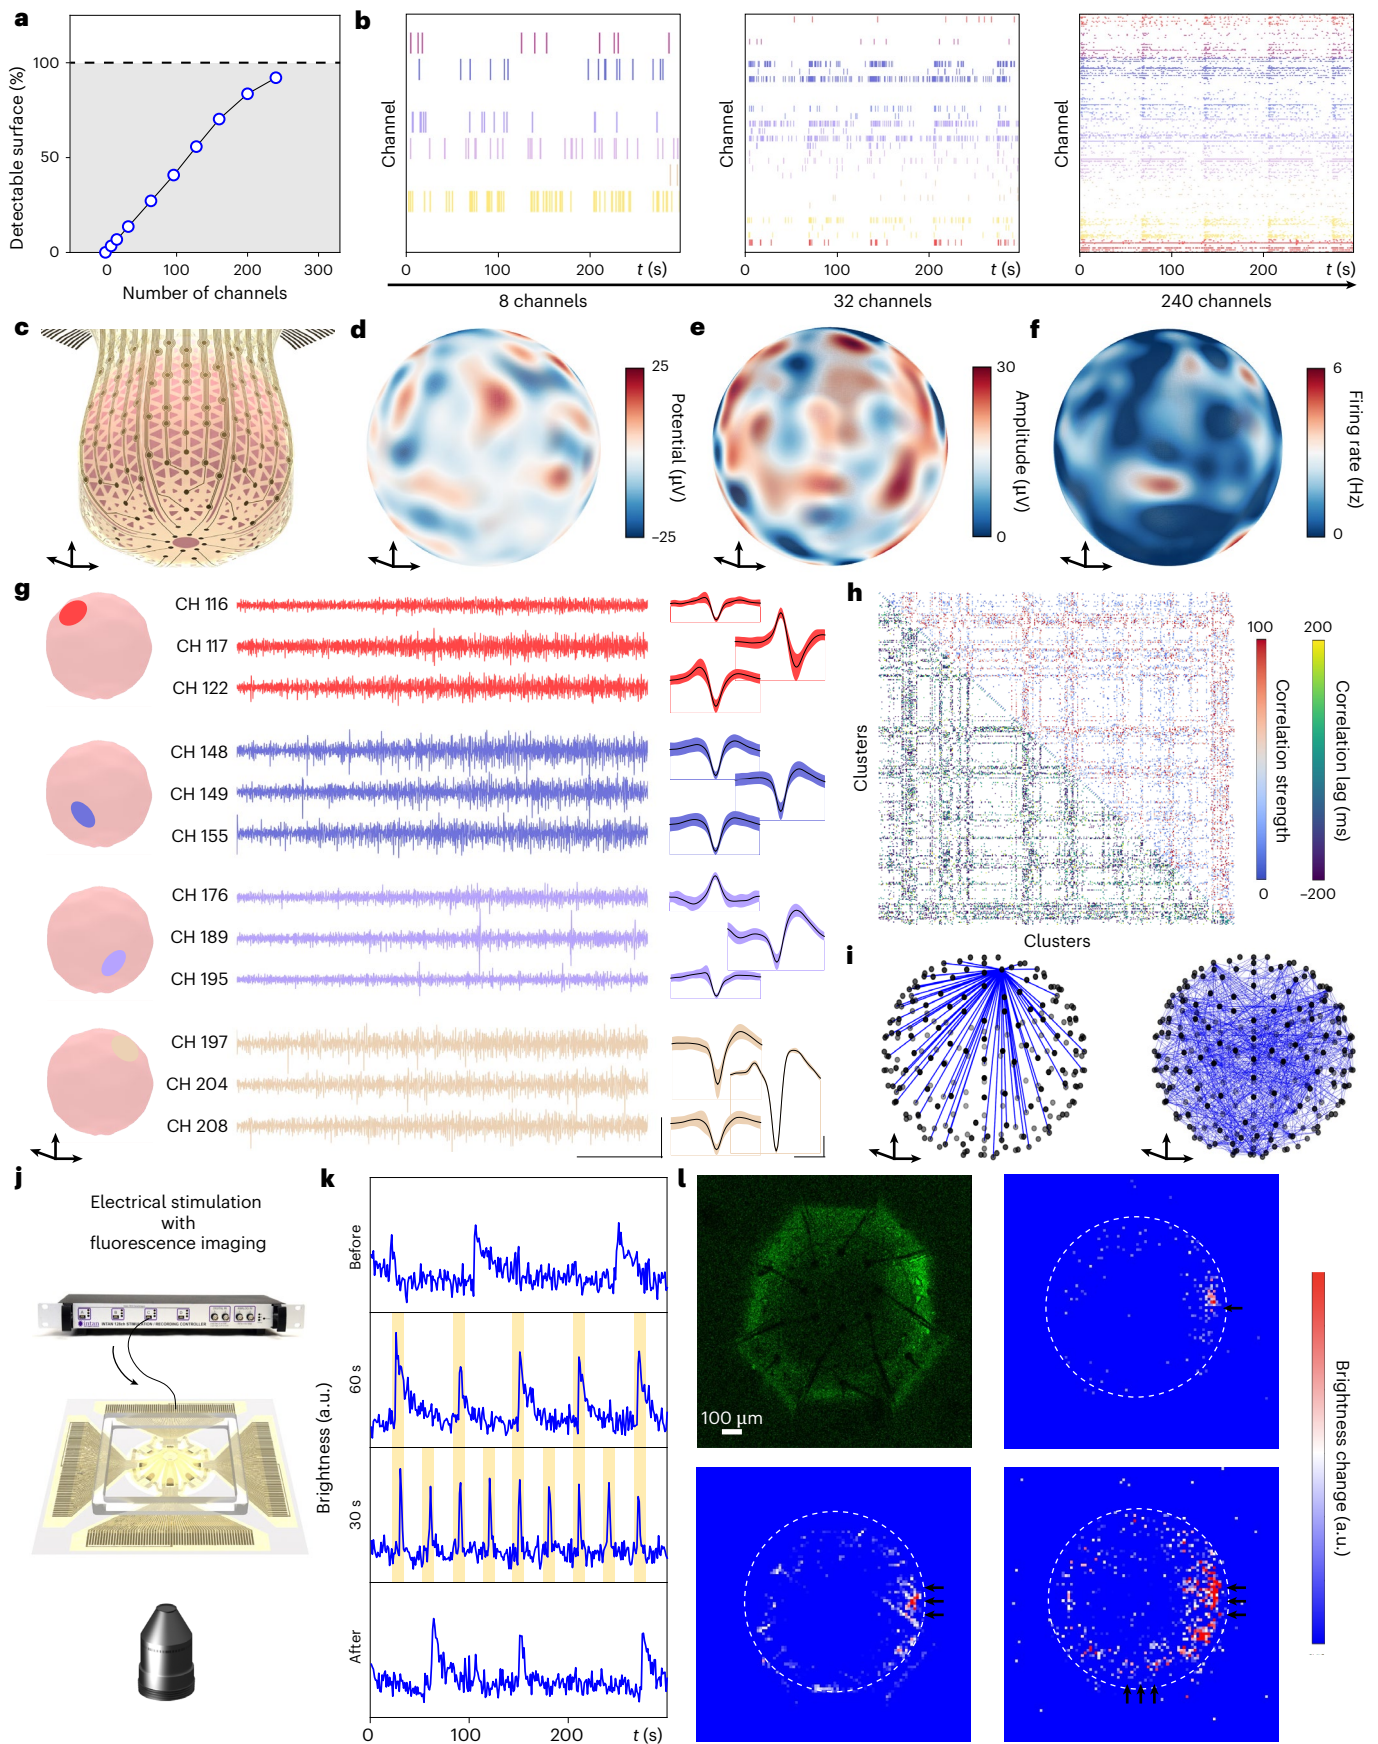 a
Detectable surface (%)
100
50
0
0
100
200
300
Number of channels
b
Channel
0
100
200
t (s)
8 channels
Channel
0
100
200
t (s)
32 channels
Channel
0
100
200
t (s)
240 channels
c
d
25
Potential (µV)
−25
e
30
Amplitude (µV)
0
f
6
Firing rate (Hz)
0
g
CH 116
CH 117
CH 122
CH 148
CH 149
CH 155
CH 176
CH 189
CH 195
CH 197
CH 204
CH 208
h
Clusters
Clusters
100
Correlation strength
0
200
Correlation lag (ms)
−200
i
j
Electrical stimulation
with
fluorescence imaging
INTAN 128ch STIMULATION / RECORDING CONTROLLER
k
Brightness (a.u.)
Before
60 s
30 s
After
0
100
200
t (s)
l
100 µm
Brightness change (a.u.)